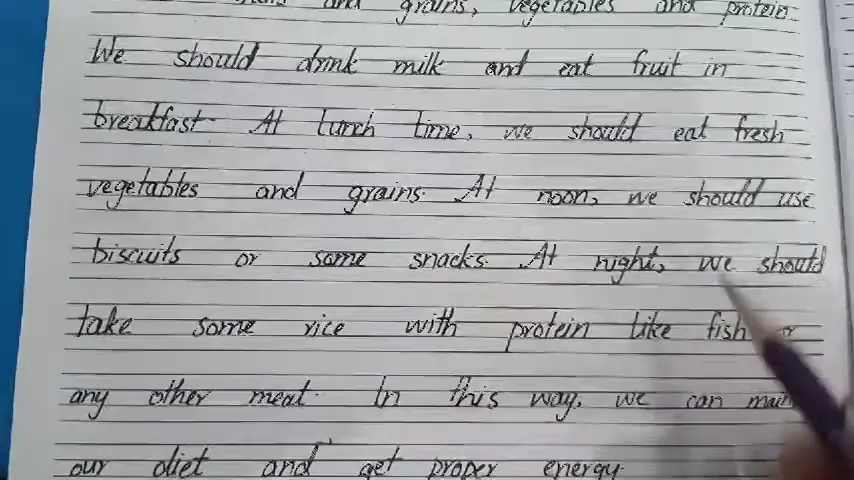 and grains, vegetables and protein.
We should drink milk and eat fruit in
breakfast. At lunch time, we should eat fresh
vegetables and grains. At noon, we should use
biscuits or some snacks. At night, we should
take some rice with protein like fish or
any other meat. In this way, we can
our diet and get proper energy.